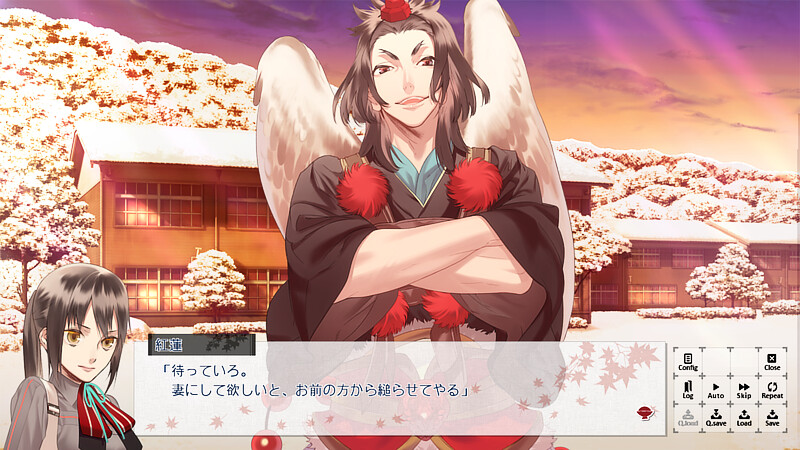 紅蓮
「待っていろ。
妻にして欲しいと、お前の方から縋らせてやる」
Config
Close
Log
Auto
Skip
Repeat
Q.load
Q.save
Load
Save